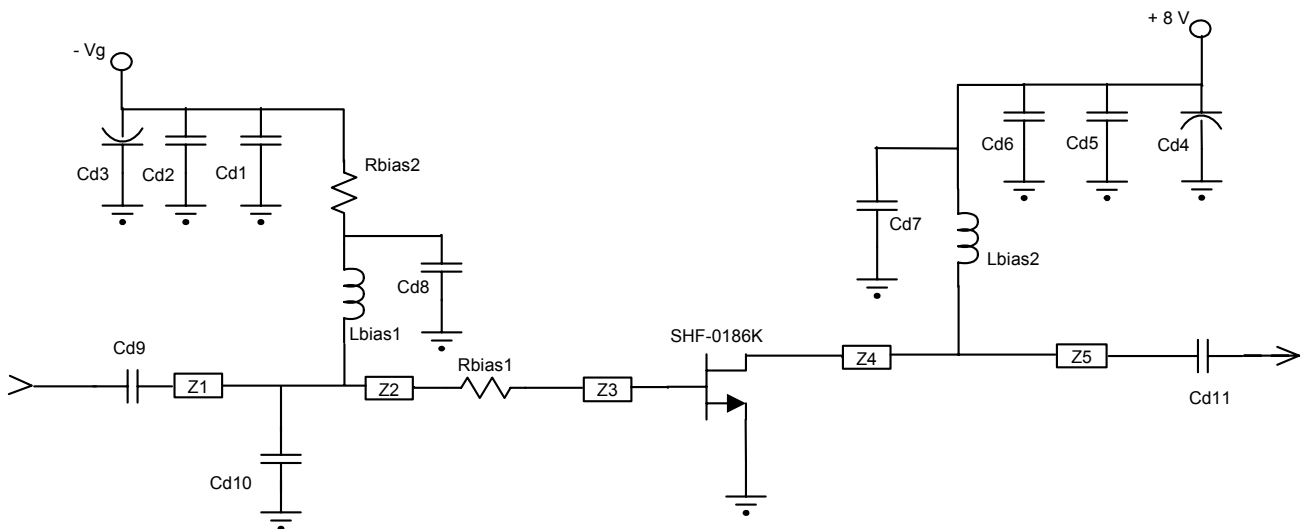 + 8 V
- Vg
Cd3
Cd2
Cd1
Rbias2
Cd6
Cd5
Cd4
Cd7
Cd8
Lbias1
Lbias2
Cd9
Rbias1
SHF-0186K
Z1
Z2
Z3
Z4
Z5
Cd11
Cd10